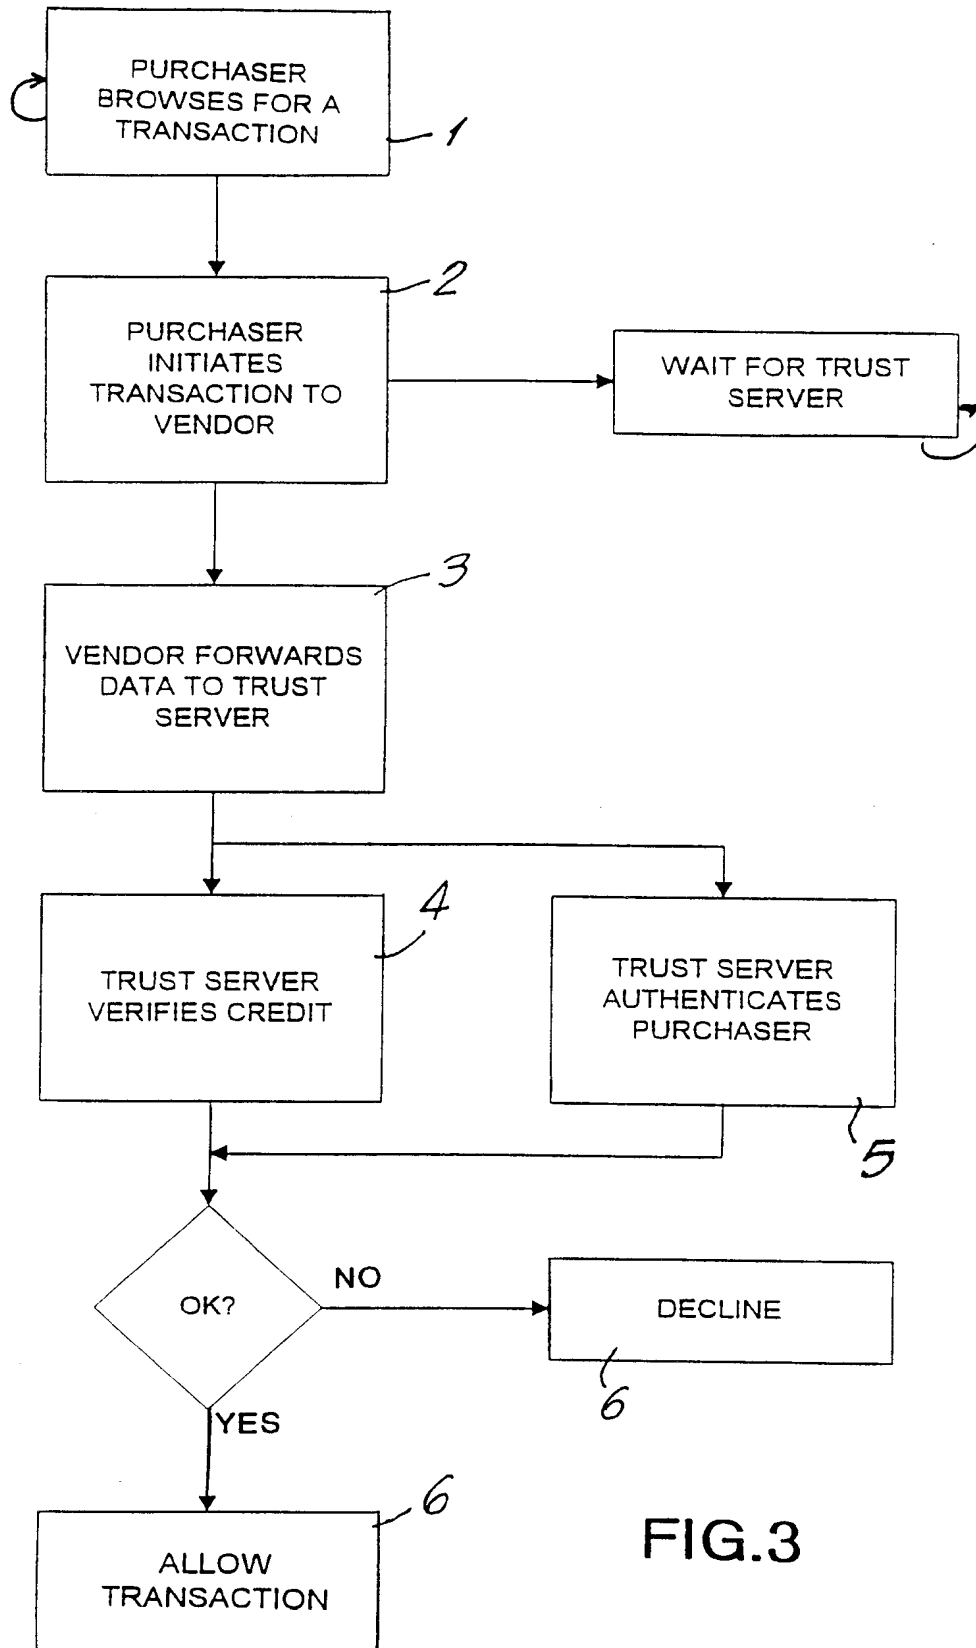 PURCHASER
BROWSES FOR A
TRANSACTION
1
2
PURCHASER
INITIATES
TRANSACTION TO
VENDOR
WAIT FOR TRUST
SERVER
3
VENDOR FORWARDS
DATA TO TRUST
SERVER
4
TRUST SERVER
VERIFIES CREDIT
TRUST SERVER
AUTHENTICATES
PURCHASER
5
OK?
NO
DECLINE
6
YES
6
ALLOW
TRANSACTION
FIG.3